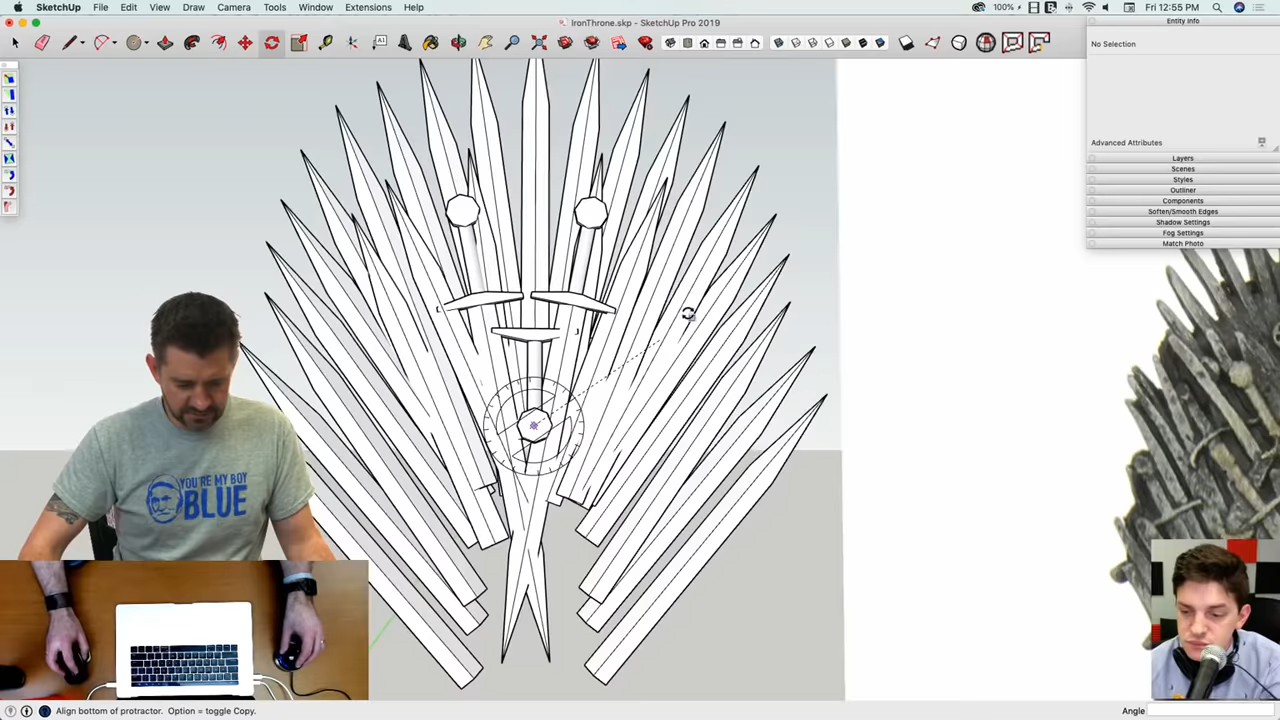 SketchUp File Edit View Draw Camera Tools Window Extensions Help
100% Fri 12:55 PM
IronThrone.skp - SketchUp Pro 2019
Entity Info
No Selection
Advanced Attributes
Layers
Scenes
Styles
Outliner
Components
Soften/Smooth Edges
Shadow Settings
Fog Settings
Match Photo
YOU'RE MY BOY
BLUE
Align bottom of protractor. Option = toggle Copy.
Angle